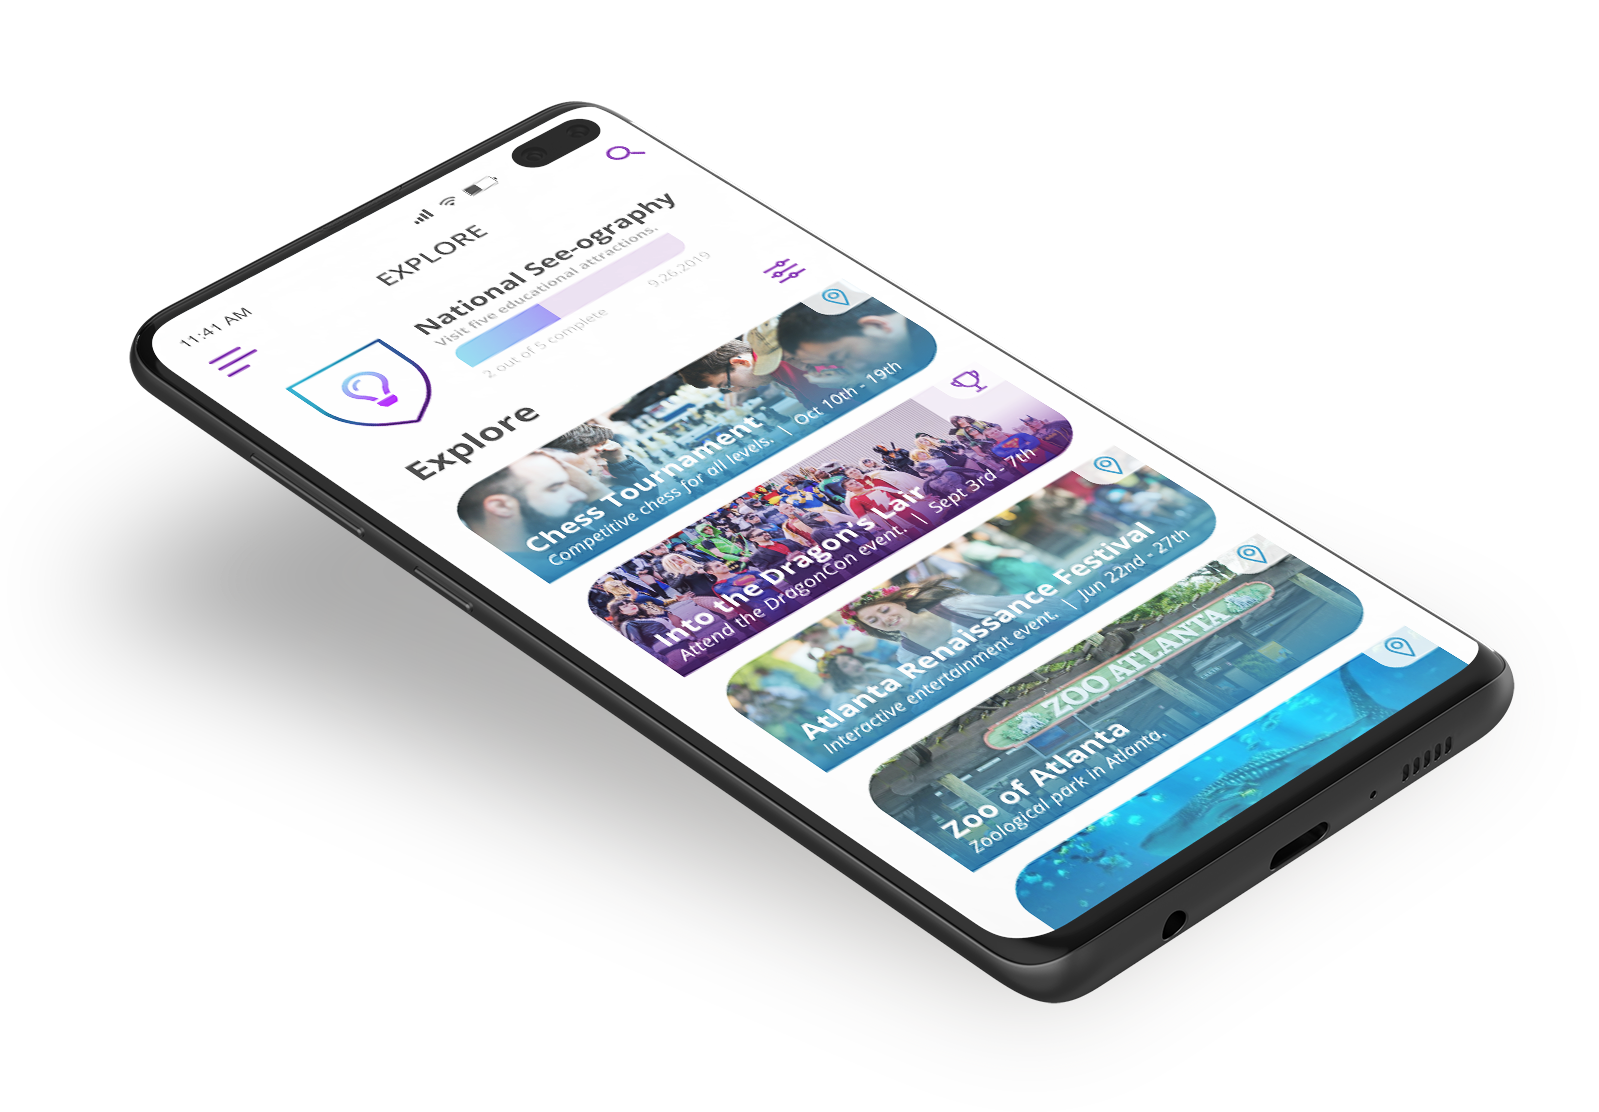 11:41 AM
EXPLORE
National See-ography
Visit five educational attractions.
2 out of 5 complete
9.26.2019
Explore
Chess Tournament
Competitive chess for all levels. | Oct 10th - 19th
Into the Dragon's Lair
Attend the DragonCon event. | Sept 3rd - 7th
Atlanta Renaissance Festival
Interactive entertainment event. | Jun 22nd - 27th
ZOO ATLANTA
Zoo of Atlanta
Zoological park in Atlanta.